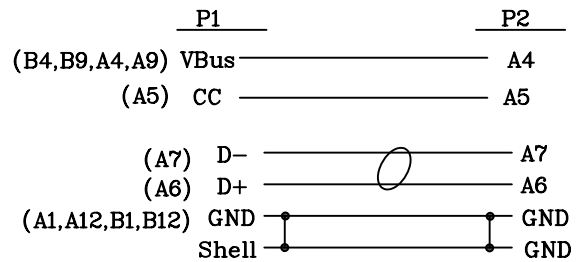 P1 P2
(B4,B9,A4,A9) VBus A4
(A5) CC A5
(A7) D- A7
(A6) D+ A6
(A1,A12,B1,B12) GND GND
Shell GND